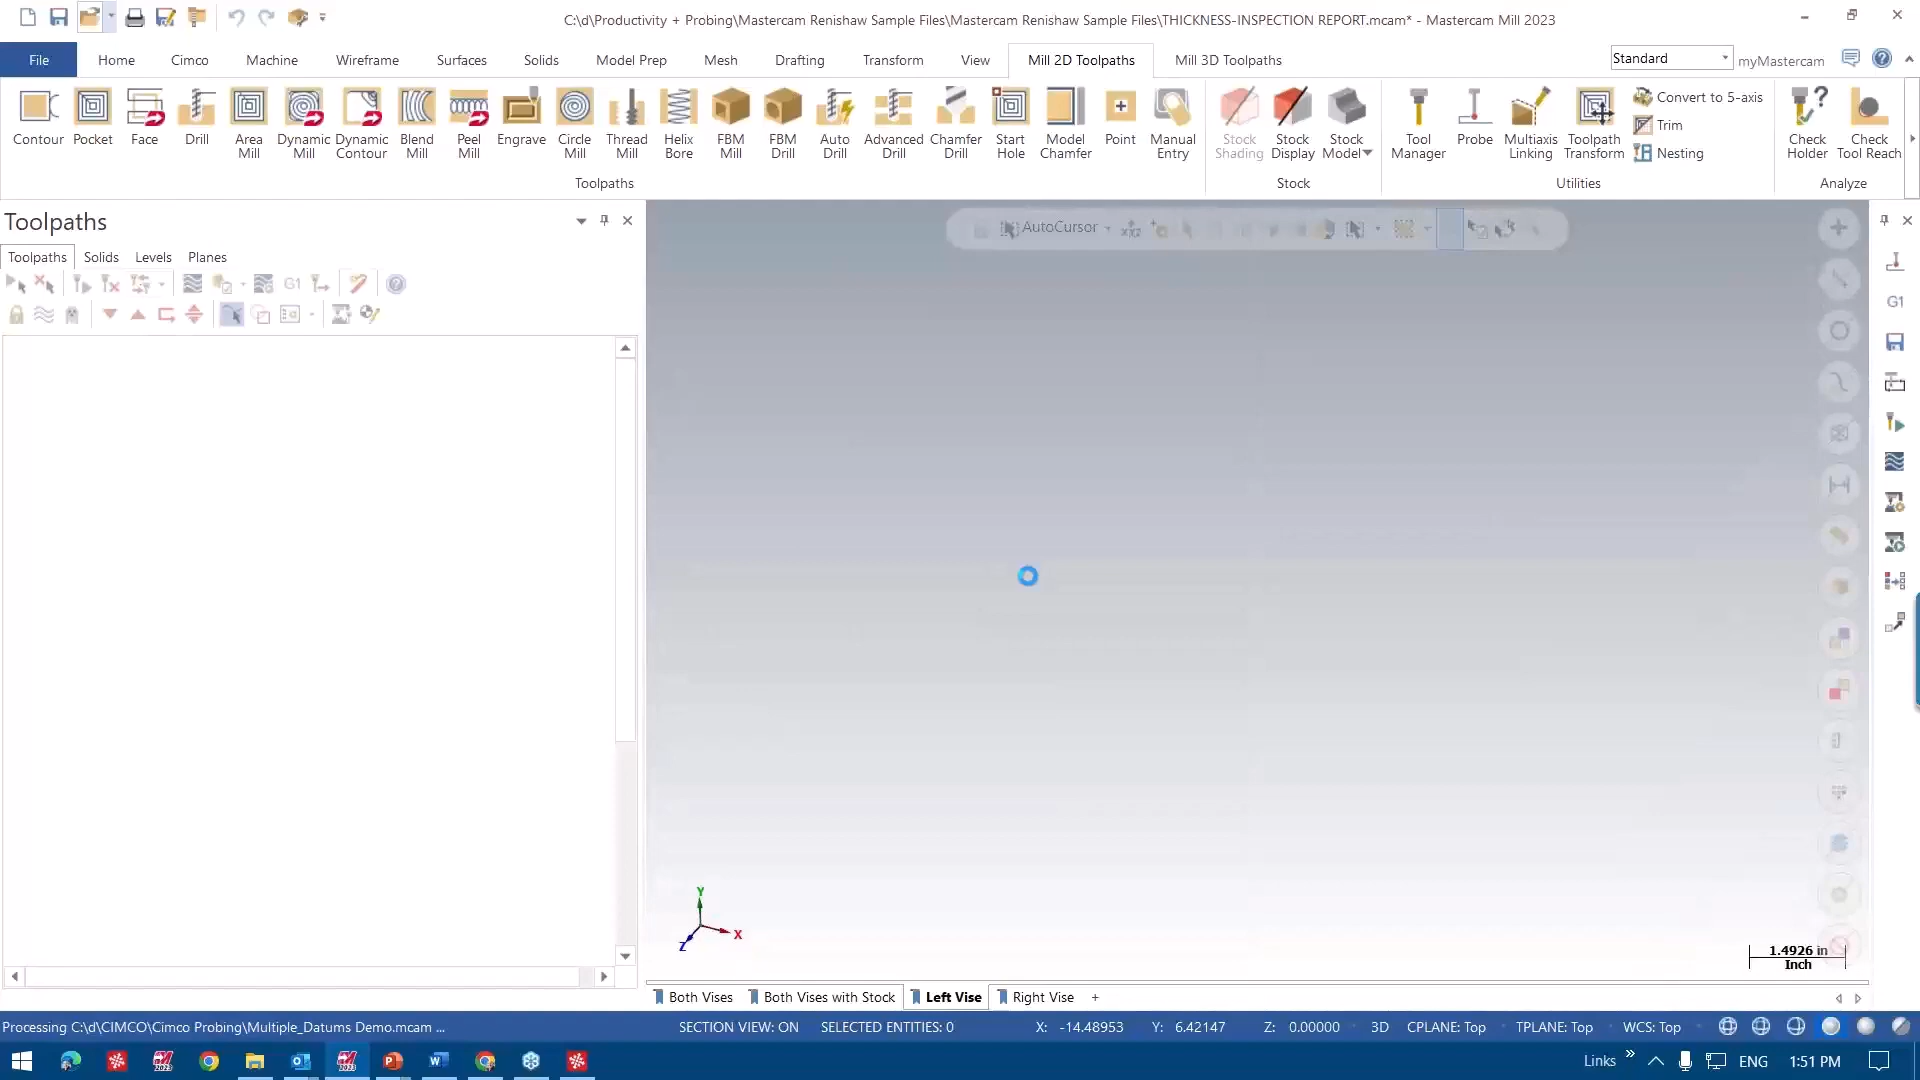 C:\d\Productivity + Probing\Mastercam Renishaw Sample Files\Mastercam Renishaw Sample Files\THICKNESS-INSPECTION REPORT.mcam* - Mastercam Mill 2023
File Home Cimco Machine Wireframe Surfaces Solids Model Prep Mesh Drafting Transform View Mill 2D Toolpaths Mill 3D Toolpaths Standard myMastercam
Contour Pocket Face Drill Area Mill Dynamic Mill Dynamic Contour Blend Mill Peel Mill Engrave Circle Mill Thread Mill Helix Bore FBM Mill FBM Drill Auto Drill Advanced Drill Chamfer Drill Start Hole Model Chamfer Point Manual Entry
Stock Shading Stock Display Stock Model
Tool Manager Probe Multiaxis Linking Toolpath Transform
Convert to 5-axis
Trim
Nesting
Check Holder Check Tool Reach
Toolpaths Stock Utilities Analyze
Toolpaths
Toolpaths Solids Levels Planes
G1
AutoCursor
XYZ
G1
Y
X
Z
1.4926 in
Inch
Both Vises Both Vises with Stock Left Vise Right Vise +
Processing C:\d\CIMCO\Cimco Probing\Multiple_Datums Demo.mcam ... SECTION VIEW: ON SELECTED ENTITIES: 0 X: -14.48953 Y: 6.42147 Z: 0.00000 3D CPLANE: Top TPLANE: Top WCS: Top
Links ENG 1:51 PM